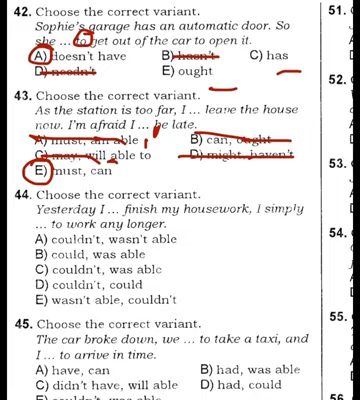 42. Choose the correct variant. 51.
Sophie's garage has an automatic door. So
she ... to get out of the car to open it.
A) doesn't have B) hasn't C) has
D) needn't E) ought 52.
43. Choose the correct variant.
As the station is too far, I ... leave the house
now. I'm afraid I ... be late.
A) must, am able B) can, ought
C) may, will able to D) might, haven't
E) must, can 53.
44. Choose the correct variant.
Yesterday I ... finish my housework, I simply
... to work any longer.
A) couldn't, wasn't able 54.
B) could, was able
C) couldn't, was able
D) couldn't, could
E) wasn't able, couldn't
45. Choose the correct variant. 55.
The car broke down, we ... to take a taxi, and
I ... to arrive in time.
A) have, can B) had, was able
C) didn't have, will able D) had, could
E) couldn't, was able 56.